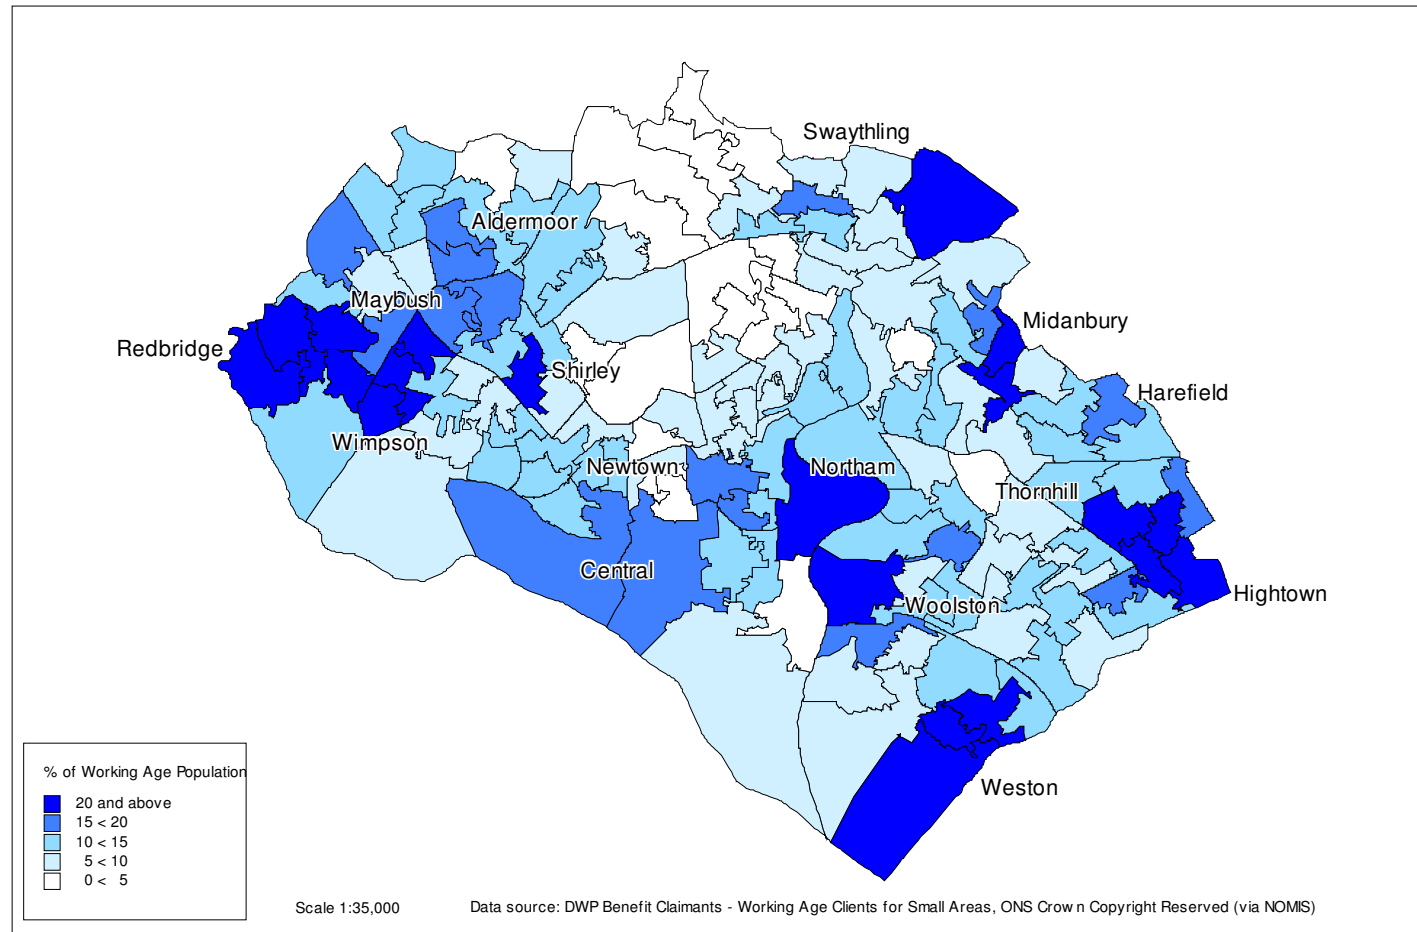 Swaythling
Aldermoor
Maybush
Midanbury
Redbridge
Shirley
Harefield
Wimpson
Newtown
Northam
Thornhill
Central
Woolston
Hightown
Weston
% of Working Age Population
20 and above
15 < 20
10 < 15
5 < 10
0 < 5
Scale 1:35,000
Data source: DWP Benefit Claimants - Working Age Clients for Small Areas, ONS Crown Copyright Reserved (via NOMIS)